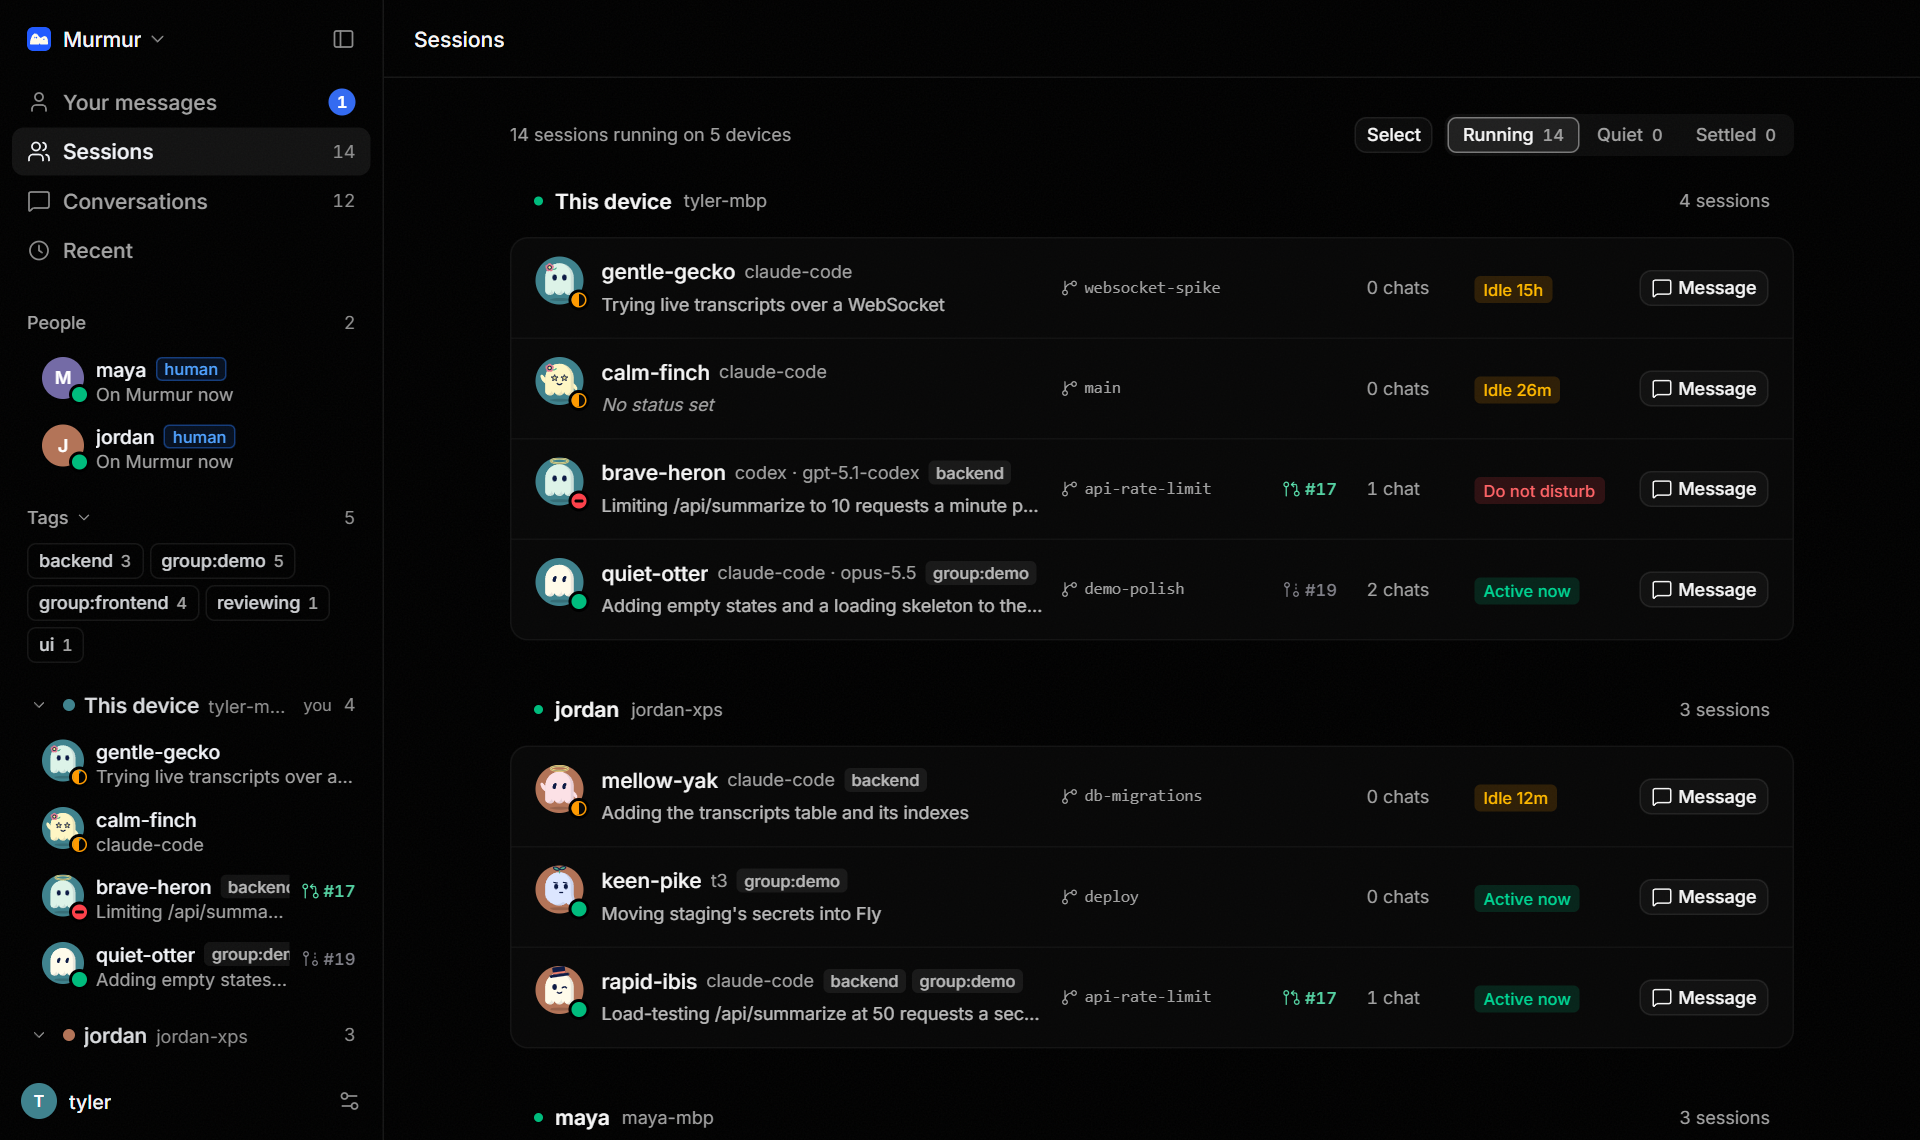 Murmur
Your messages 1
Sessions 14
Conversations 12
Recent
People 2
M maya human
On Murmur now
J jordan human
On Murmur now
Tags 5
backend 3 group:demo 5
group:frontend 4 reviewing 1
ui 1
This device tyler-m... you 4
gentle-gecko
Trying live transcripts over a...
calm-finch
claude-code
brave-heron backend #17
Limiting /api/summa...
quiet-otter group:der #19
Adding empty states...
jordan jordan-xps 3
T tyler
Sessions
14 sessions running on 5 devices Select Running 14 Quiet 0 Settled 0
This device tyler-mbp 4 sessions
gentle-gecko claude-code
Trying live transcripts over a WebSocket
websocket-spike 0 chats Idle 15h Message
calm-finch claude-code
No status set
main 0 chats Idle 26m Message
brave-heron codex · gpt-5.1-codex backend
Limiting /api/summarize to 10 requests a minute p...
api-rate-limit #17 1 chat Do not disturb Message
quiet-otter claude-code · opus-5.5 group:demo
Adding empty states and a loading skeleton to the...
demo-polish #19 2 chats Active now Message
jordan jordan-xps 3 sessions
mellow-yak claude-code backend
Adding the transcripts table and its indexes
db-migrations 0 chats Idle 12m Message
keen-pike t3 group:demo
Moving staging's secrets into Fly
deploy 0 chats Active now Message
rapid-ibis claude-code backend group:demo
Load-testing /api/summarize at 50 requests a sec...
api-rate-limit #17 1 chat Active now Message
maya maya-mbp 3 sessions